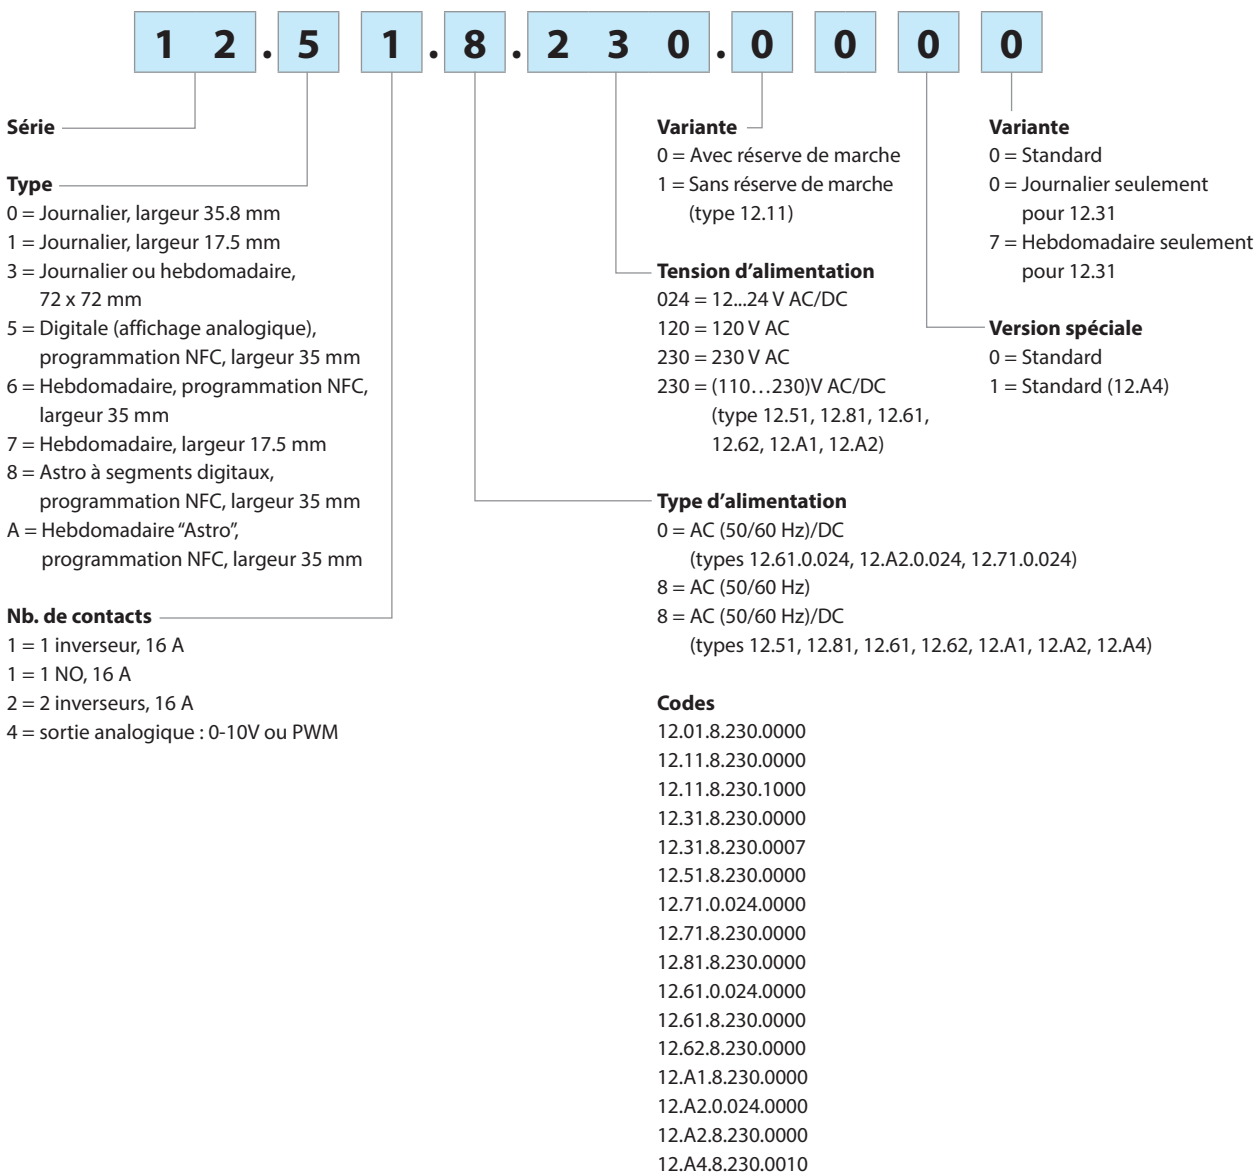 1 2 . 5 1 . 8 . 2 3 0 . 0 0 0 0
Série
Type
0 = Journalier, largeur 35.8 mm
1 = Journalier, largeur 17.5 mm
3 = Journalier ou hebdomadaire,
72 x 72 mm
5 = Digitale (affichage analogique),
programmation NFC, largeur 35 mm
6 = Hebdomadaire, programmation NFC,
largeur 35 mm
7 = Hebdomadaire, largeur 17.5 mm
8 = Astro à segments digitaux,
programmation NFC, largeur 35 mm
A = Hebdomadaire “Astro”,
programmation NFC, largeur 35 mm
Nb. de contacts
1 = 1 inverseur, 16 A
1 = 1 NO, 16 A
2 = 2 inverseurs, 16 A
4 = sortie analogique : 0-10V ou PWM
Variante
0 = Avec réserve de marche
1 = Sans réserve de marche
(type 12.11)
Tension d’alimentation
024 = 12...24 V AC/DC
120 = 120 V AC
230 = 230 V AC
230 = (110…230)V AC/DC
(type 12.51, 12.81, 12.61,
12.62, 12.A1, 12.A2)
Variante
0 = Standard
0 = Journalier seulement
pour 12.31
7 = Hebdomadaire seulement
pour 12.31
Version spéciale
0 = Standard
1 = Standard (12.A4)
Type d’alimentation
0 = AC (50/60 Hz)/DC
(types 12.61.0.024, 12.A2.0.024, 12.71.0.024)
8 = AC (50/60 Hz)
8 = AC (50/60 Hz)/DC
(types 12.51, 12.81, 12.61, 12.62, 12.A1, 12.A2, 12.A4)
Codes
12.01.8.230.0000
12.11.8.230.0000
12.11.8.230.1000
12.31.8.230.0000
12.31.8.230.0007
12.51.8.230.0000
12.71.0.024.0000
12.71.8.230.0000
12.81.8.230.0000
12.61.0.024.0000
12.61.8.230.0000
12.62.8.230.0000
12.A1.8.230.0000
12.A2.0.024.0000
12.A2.8.230.0000
12.A4.8.230.0010